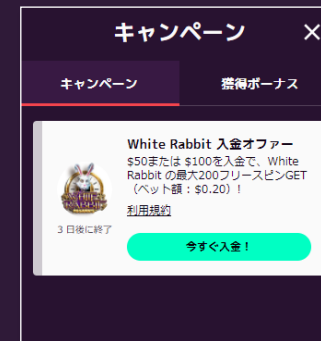 キャンペーン ×
キャンペーン 獲得ボーナス
White Rabbit 入金オファー
$50または $100を入金で、White
Rabbit の最大200フリースピンGET
(ベット額:$0.20)!
利用規約
WHITE
RABBIT
3 日後に終了
今すぐ入金!